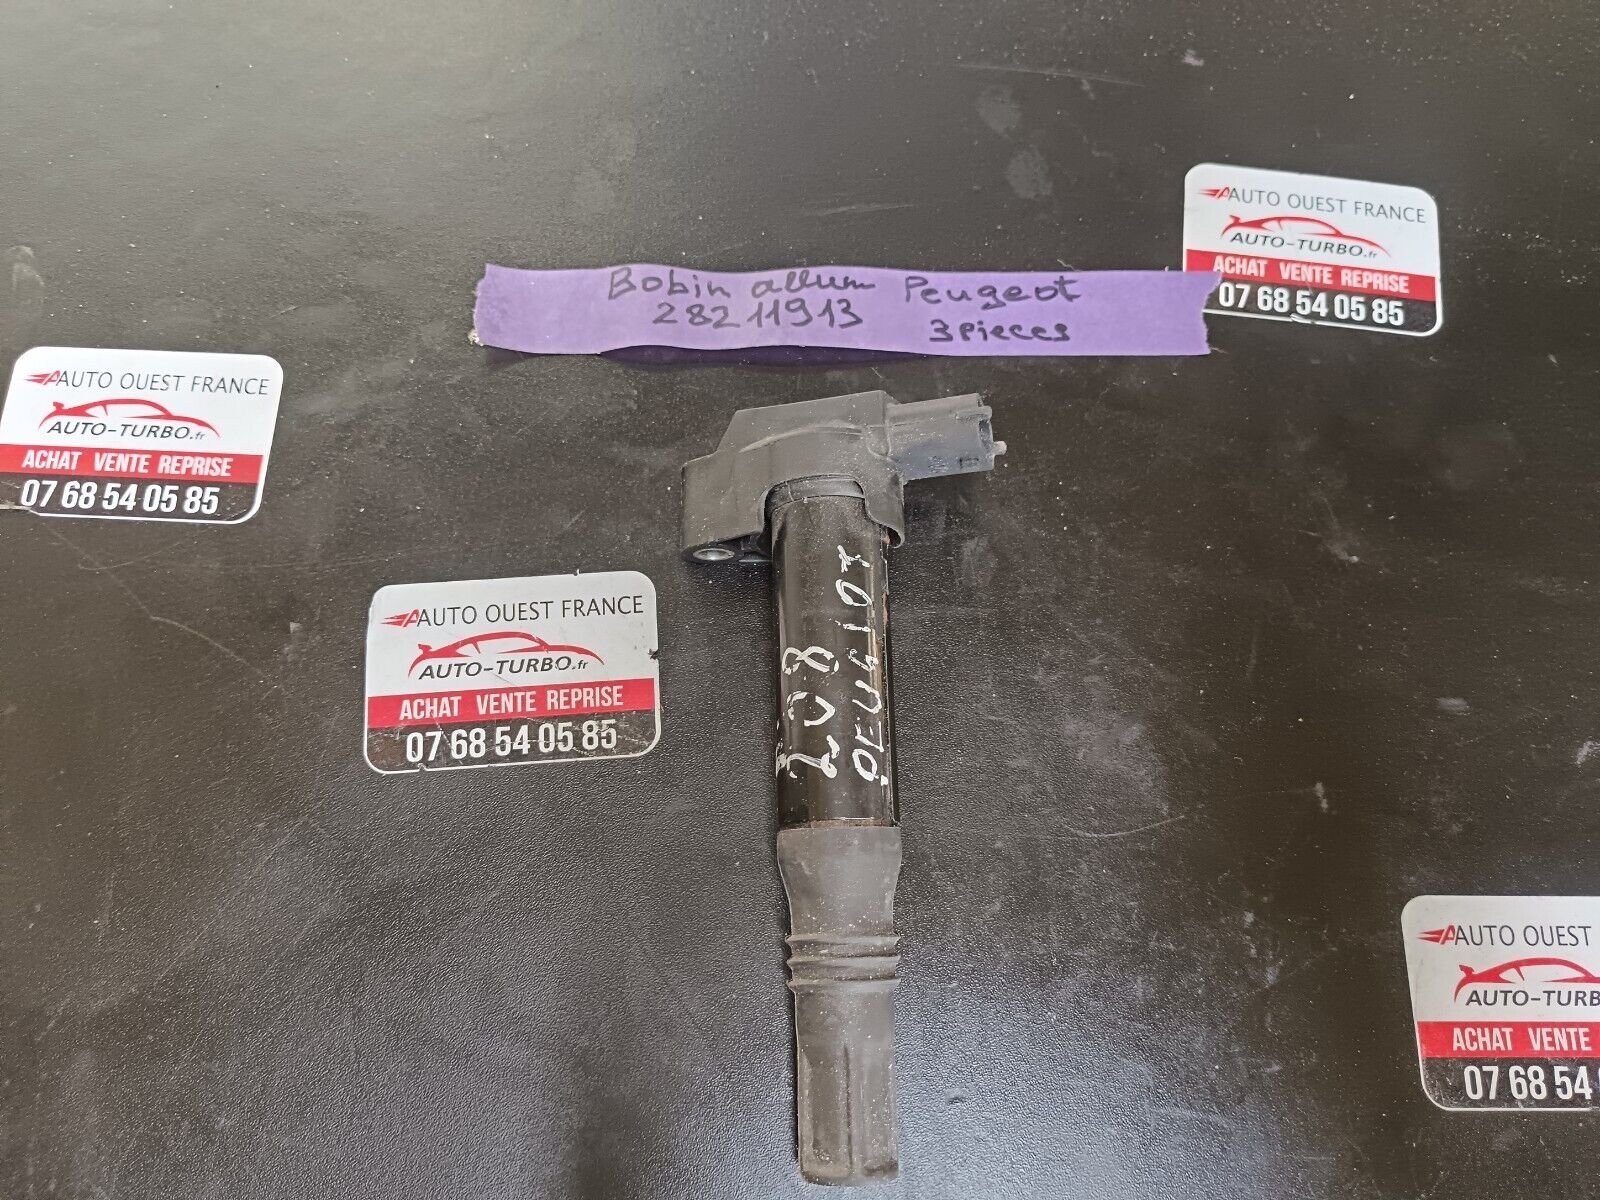 AUTO OUEST FRANCE
AUTO-TURBO.fr
ACHAT VENTE REPRISE
07 68 54 05 85
Bobin allum Peugeot
28211913 3 pieces
AUTO OUEST FRANCE
AUTO-TURBO.fr
ACHAT VENTE REPRISE
07 68 54 05 85
AUTO OUEST FRANCE
AUTO-TURBO.fr
ACHAT VENTE REPRISE
07 68 54 05 85
208
AUTO OUEST
AUTO-TURB
ACHAT VENTE
07 68 54